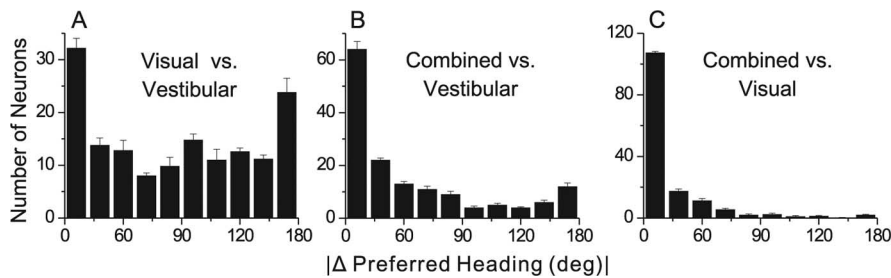 A
B
C
Visual vs.
Vestibular
Combined vs.
Vestibular
Combined vs.
Visual
Number of Neurons
30
20
10
0
60
40
20
0
120
80
40
0
0 60 90 120 180
0 60 90 120 180
0 60 90 120 180
|Δ Preferred Heading (deg)|